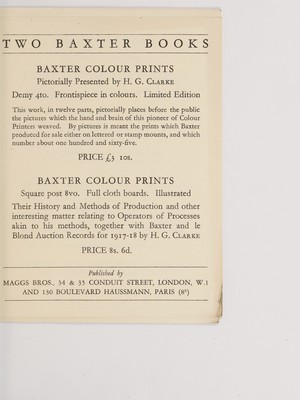 TWO BAXTER BOOKS
BAXTER COLOUR PRINTS
Pictorially Presented by H. G. CLARKE
Demy 4to. Frontispiece in colours. Limited Edition
This work, in twelve parts, pictorially places before the public
the pictures which the hand and brain of this pioneer of Colour
Printers weaved. By pictures is meant the prints which Baxter
produced for sale either on lettered or stamp mounts, and which
number about one hundred and sixty-five.
PRICE £3 10s.
BAXTER COLOUR PRINTS
Square post 8vo. Full cloth boards. Illustrated
Their History and Methods of Production and other
interesting matter relating to Operators of Processes
akin to his methods, together with Baxter and le
Blond Auction Records for 1917-18 by H. G. CLARKE
PRICE 8s. 6d.
Published by
MAGGS BROS., 34 & 35 CONDUIT STREET, LONDON, W.1
AND 130 BOULEVARD HAUSSMANN, PARIS (8e)